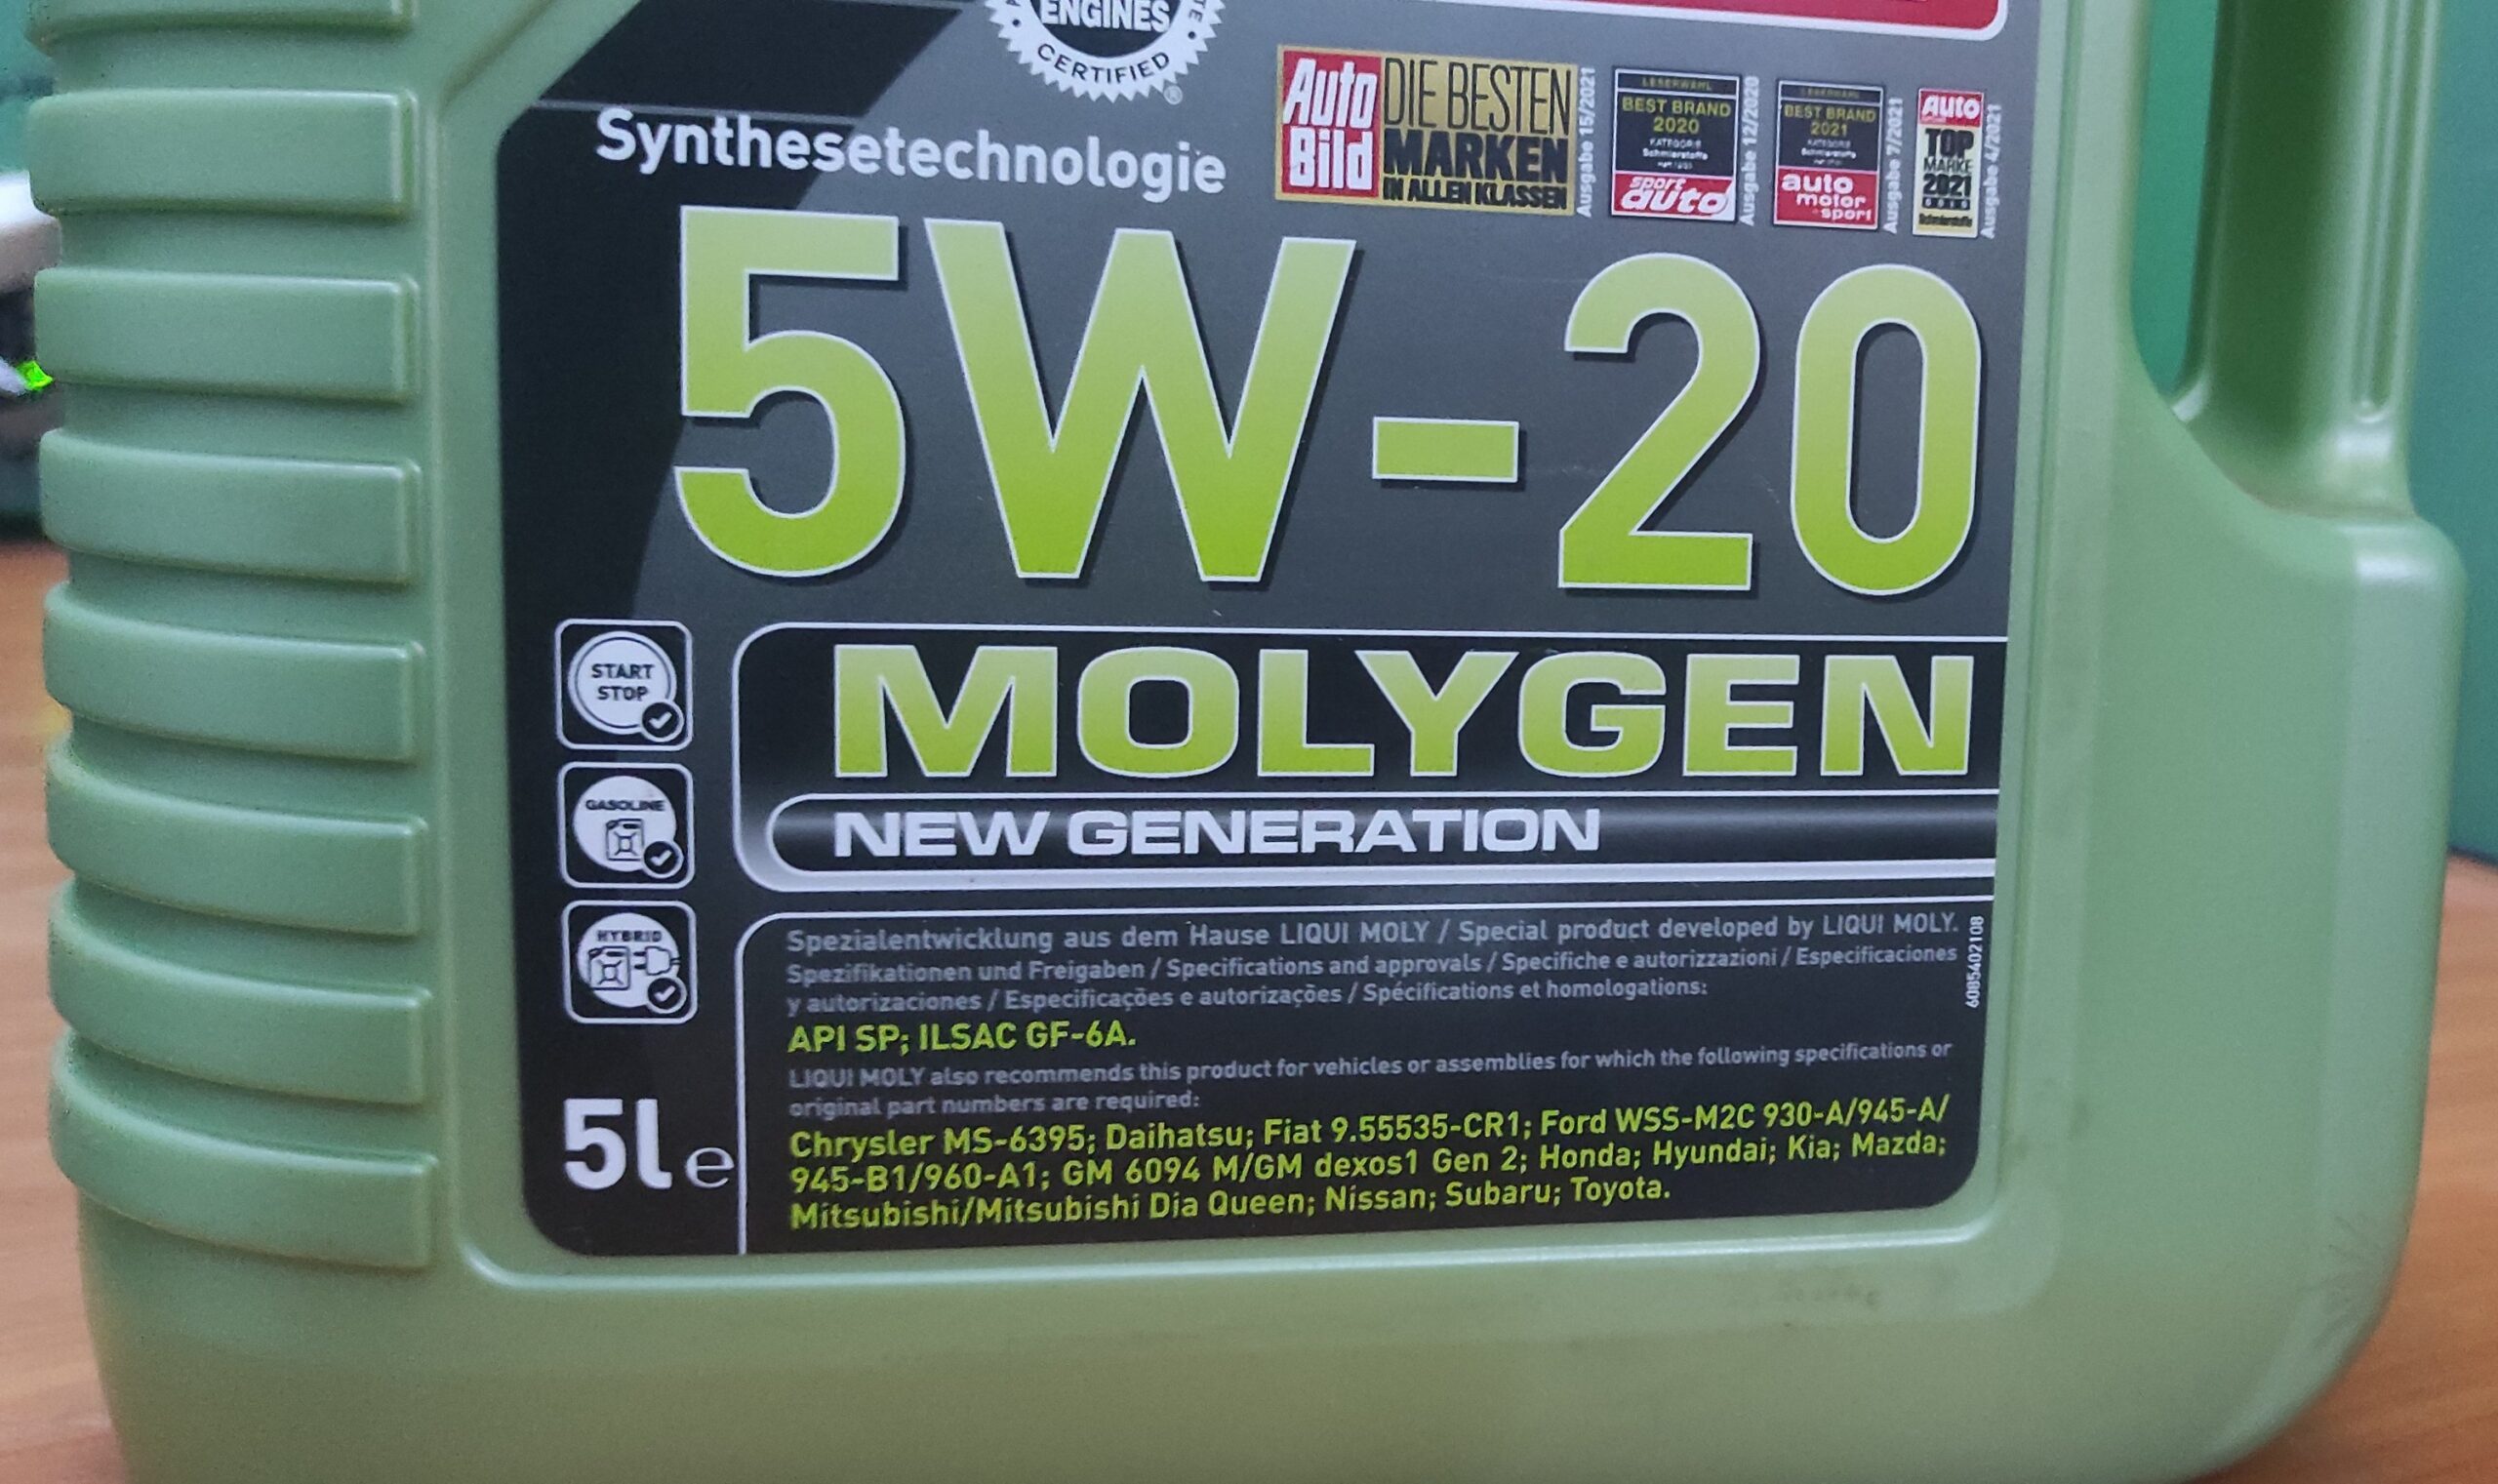 ENGINES
CERTIFIED
®
Synthesetechnologie
Auto
Bild
DIE BESTEN
MARKEN
IN ALLEN KLASSEN
Ausgabe 15/2021
LESERWAHL
BEST BRAND
2020
KATEGORIE
Schmierstoffe
sport
auto
Ausgabe 12/2020
LESERWAHL
BEST BRAND
2021
KATEGORIE
Schmierstoffe
auto
motor
sport
Ausgabe 7/2021
Auto
TOP
MARKE
2021
Schmierstoffe
Ausgabe 4/2021
5W-20
START
STOP
MOLYGEN
GASOLINE
NEW GENERATION
HYBRID
Spezialentwicklung aus dem Hause LIQUI MOLY / Special product developed by LIQUI MOLY.
Spezifikationen und Freigaben / Specifications and approvals / Specifiche e autorizzazioni / Especificaciones
y autorizaciones / Especificações e autorizações / Spécifications et homologations:
API SP; ILSAC GF-6A.
LIQUI MOLY also recommends this product for vehicles or assemblies for which the following specifications or
original part numbers are required:
Chrysler MS-6395; Daihatsu; Fiat 9.55535-CR1; Ford WSS-M2C 930-A/945-A/
945-B1/960-A1; GM 6094 M/GM dexos1 Gen 2; Honda; Hyundai; Kia; Mazda;
Mitsubishi/Mitsubishi Dia Queen; Nissan; Subaru; Toyota.
6085402108
5l e